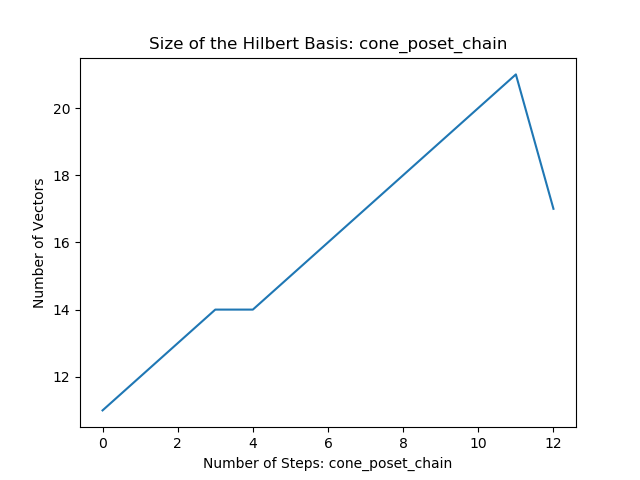 Size of the Hilbert Basis: cone_poset_chain
Number of Vectors
20
18
16
14
12
0 2 4 6 8 10 12
Number of Steps: cone_poset_chain